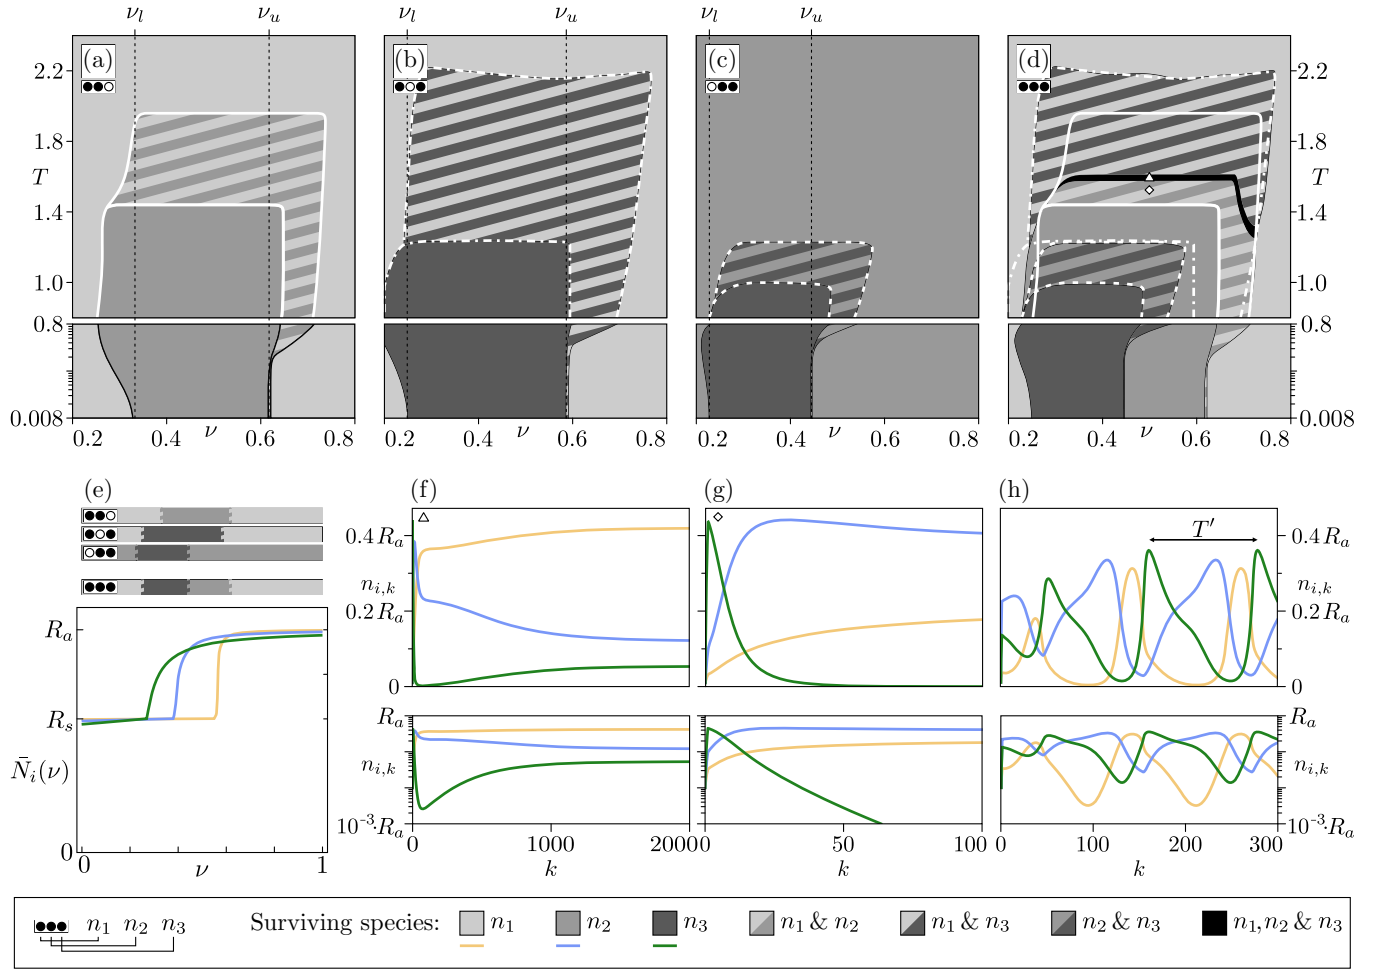 ν_l ν_u ν_l ν_u ν_l ν_u
(a) (b) (c) (d)
2.2 2.2
1.8 1.8
T T
1.4 1.4
1.0 1.0
0.8 0.8
0.008 0.008
0.2 0.4 ν 0.6 0.8 0.2 0.4 ν 0.6 0.8 0.2 0.4 ν 0.6 0.8 0.4 ν 0.6 0.8
(e) (f) (g) (h)
0.4 R_a T′ 0.4 R_a
n_{i,k} n_{i,k}
0.2 R_a 0.2 R_a
0 0
R_a
R_s
N̄_i(ν)
0
0 ν 1
R_a R_a
n_{i,k} n_{i,k}
10^{-3}·R_a 10^{-3}·R_a
0 1000 2000 0 50 100 0 100 200 300
k k k
n_1 n_2 n_3 Surviving species: n_1 n_2 n_3 n_1 & n_2 n_1 & n_3 n_2 & n_3 n_1, n_2 & n_3